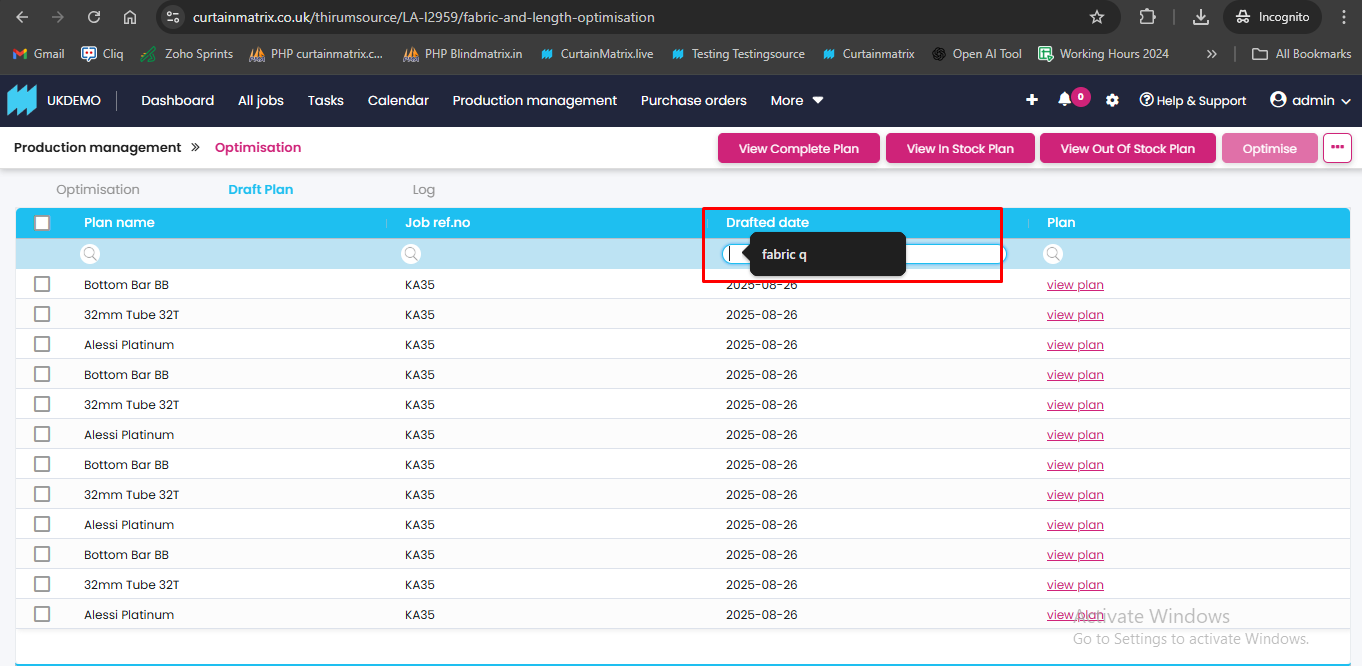 curtainmatrix.co.uk/thirumsource/LA-I2959/fabric-and-length-optimisation
Incognito
Gmail Cliq Zoho Sprints PHP curtainmatrix.c... PHP Blindmatrix.in CurtainMatrix.live Testing Testingsource Curtainmatrix Open AI Tool Working Hours 2024 » All Bookmarks
UKDEMO Dashboard All jobs Tasks Calendar Production management Purchase orders More 0 Help & Support admin
Production management » Optimisation View Complete Plan View In Stock Plan View Out Of Stock Plan Optimise •••
Optimisation Draft Plan Log
Plan name Job ref.no Drafted date Plan
fabric q
Bottom Bar BB KA35 2025-08-26 view plan
32mm Tube 32T KA35 2025-08-26 view plan
Alessi Platinum KA35 2025-08-26 view plan
Bottom Bar BB KA35 2025-08-26 view plan
32mm Tube 32T KA35 2025-08-26 view plan
Alessi Platinum KA35 2025-08-26 view plan
Bottom Bar BB KA35 2025-08-26 view plan
32mm Tube 32T KA35 2025-08-26 view plan
Alessi Platinum KA35 2025-08-26 view plan
Bottom Bar BB KA35 2025-08-26 view plan
32mm Tube 32T KA35 2025-08-26 view plan
Alessi Platinum KA35 2025-08-26 view plan
Activate Windows
Go to Settings to activate Windows.